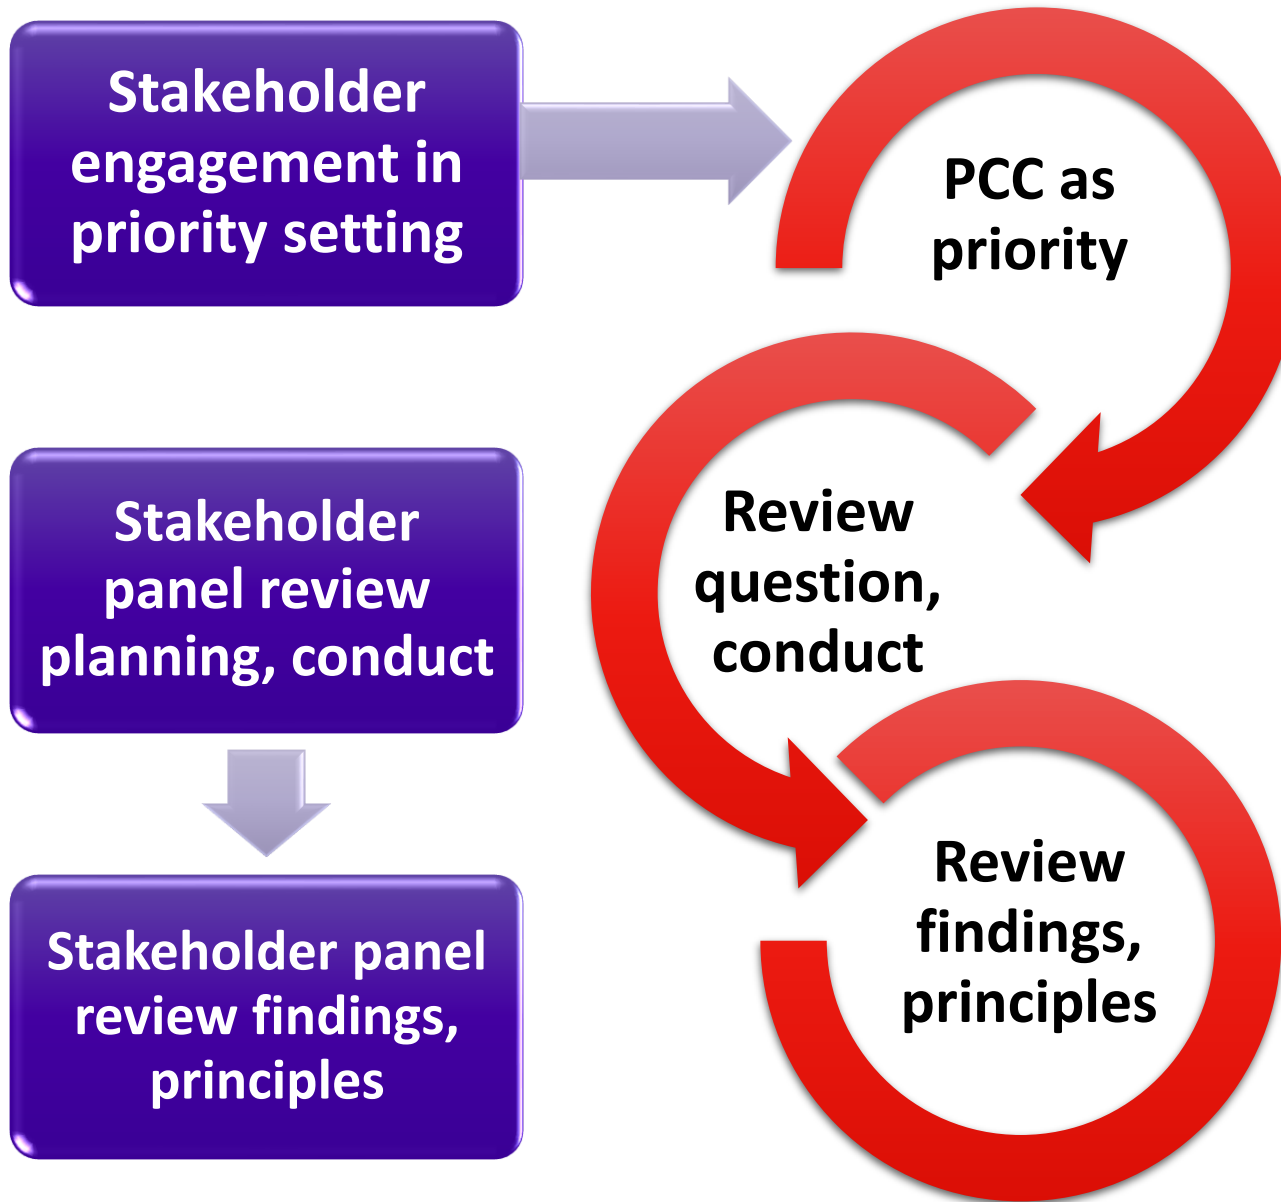 Stakeholder
engagement in
priority setting
PCC as
priority
Stakeholder
panel review
planning, conduct
Review
question,
conduct
Stakeholder panel
review findings,
principles
Review
findings,
principles